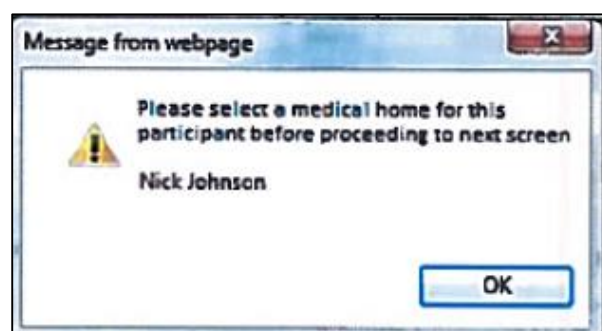 Message from webpage
Please select a medical home for this
participant before proceeding to next screen
Nick Johnson
OK